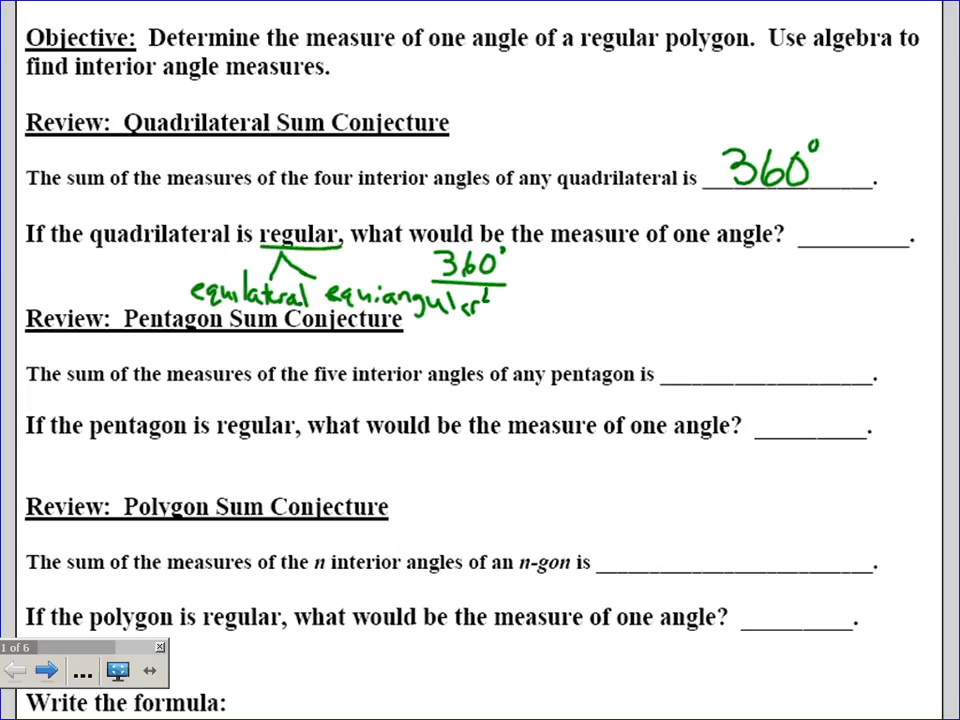 Objective: Determine the measure of one angle of a regular polygon. Use algebra to
find interior angle measures.
Review: Quadrilateral Sum Conjecture
The sum of the measures of the four interior angles of any quadrilateral is 360°.
If the quadrilateral is regular, what would be the measure of one angle? _________.
360°
equilateral equiangular
Review: Pentagon Sum Conjecture
The sum of the measures of the five interior angles of any pentagon is ____________________.
If the pentagon is regular, what would be the measure of one angle? _________.
Review: Polygon Sum Conjecture
The sum of the measures of the n interior angles of an n-gon is __________________________.
If the polygon is regular, what would be the measure of one angle? _________.
1 of 6
Write the formula: